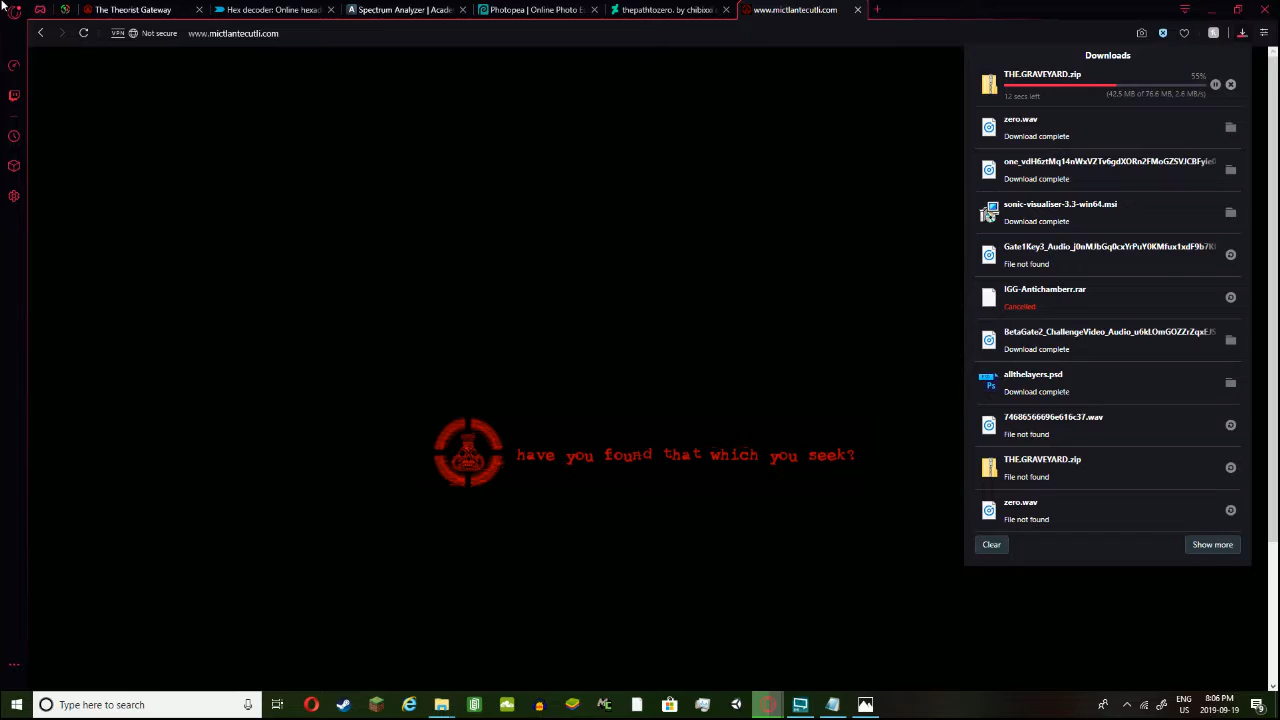 The Theorist Gateway
Hex decoder: Online hexad
Spectrum Analyzer | Acade
Photopea | Online Photo E
thepathtozero. by chibixxi
www.mictlantecutli.com
VPN
Not secure
www.mictlantecutli.com
have you found that which you seek?
Downloads
THE.GRAVEYARD.zip
55%
12 secs left
(42.5 MB of 76.6 MB, 2.6 MB/s)
zero.wav
Download complete
Download complete
sonic-visualiser-3.3-win64.msi
Download complete
File not found
IGG-Antichamberr.rar
Cancelled
Download complete
allthelayers.psd
Ps
Download complete
74686566696e616c37.wav
File not found
THE.GRAVEYARD.zip
File not found
zero.wav
File not found
Clear
Show more
Type here to search
ENG
US
8:06 PM
2019-09-19